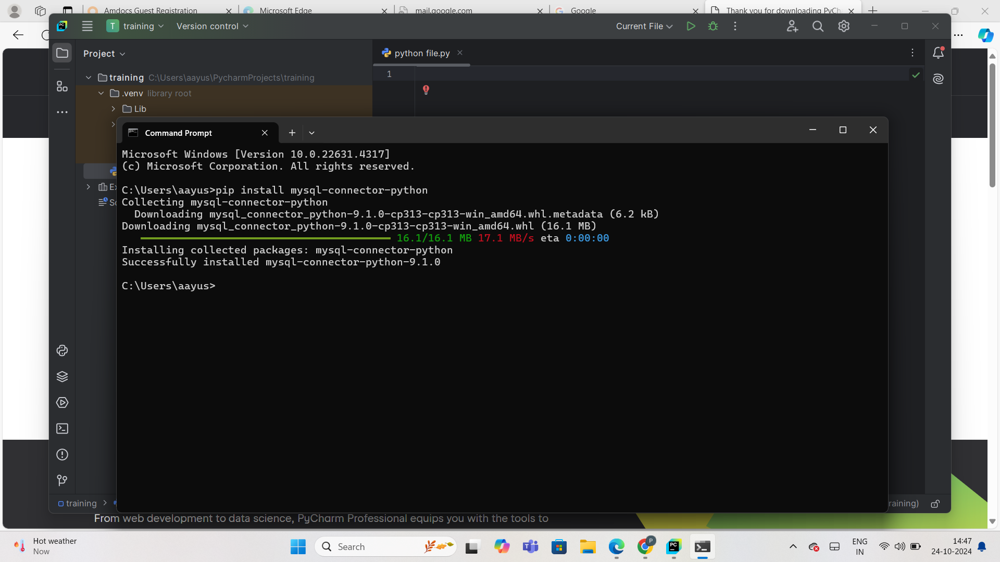 Amdocs Guest Registration
Microsoft Edge
mail.google.com
Google
Thank you for downloading PyCh
PC
T training
Version control
Current File
Project
python file.py
training C:\Users\aayus\PycharmProjects\training
1
.venv library root
Lib
Command Prompt
Microsoft Windows [Version 10.0.22631.4317]
(c) Microsoft Corporation. All rights reserved.
C:\Users\aayus>pip install mysql-connector-python
Collecting mysql-connector-python
Downloading mysql_connector_python-9.1.0-cp313-cp313-win_amd64.whl.metadata (6.2 kB)
Downloading mysql_connector_python-9.1.0-cp313-cp313-win_amd64.whl (16.1 MB)
16.1/16.1 MB 17.1 MB/s eta 0:00:00
Installing collected packages: mysql-connector-python
Successfully installed mysql-connector-python-9.1.0
C:\Users\aayus>
Ex
Sc
training
raining)
From web development to data science, PyCharm Professional equips you with the tools to
Hot weather
Now
Search
P
PC
ENG
IN
14:47
24-10-2024